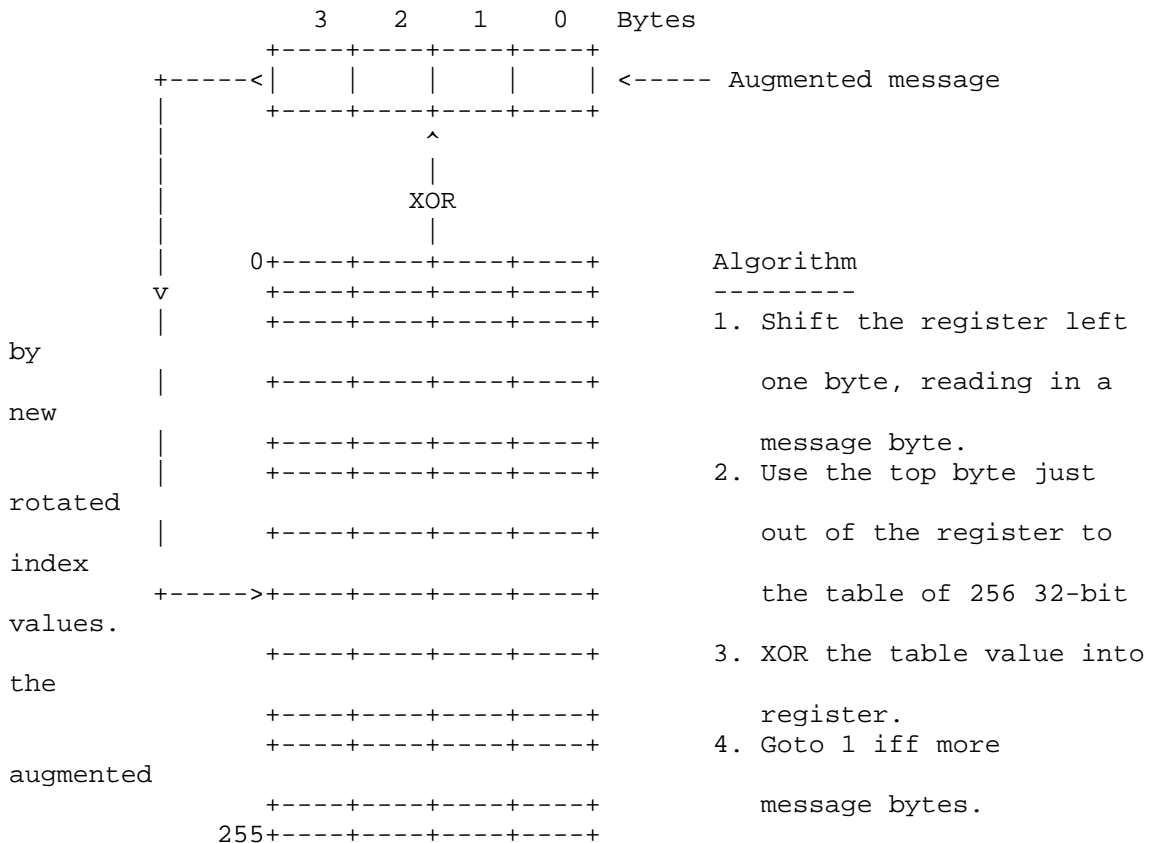 3    2    1    0   Bytes
                +----+----+----+----+
         +-----<|    |    |    |    | <----- Augmented message
         |      +----+----+----+----+
         |                ^
         |                |
         |               XOR
         |                |
         |     0+----+----+----+----+       Algorithm
         v      +----+----+----+----+       ---------
         |      +----+----+----+----+       1. Shift the register left
by
         |      +----+----+----+----+          one byte, reading in a
new
         |      +----+----+----+----+          message byte.
         |      +----+----+----+----+       2. Use the top byte just
rotated
         |      +----+----+----+----+          out of the register to
index
         +----->+----+----+----+----+          the table of 256 32-bit
values.
                +----+----+----+----+       3. XOR the table value into
the
                +----+----+----+----+          register.
                +----+----+----+----+       4. Goto 1 iff more
augmented
                +----+----+----+----+          message bytes.
             255+----+----+----+----+